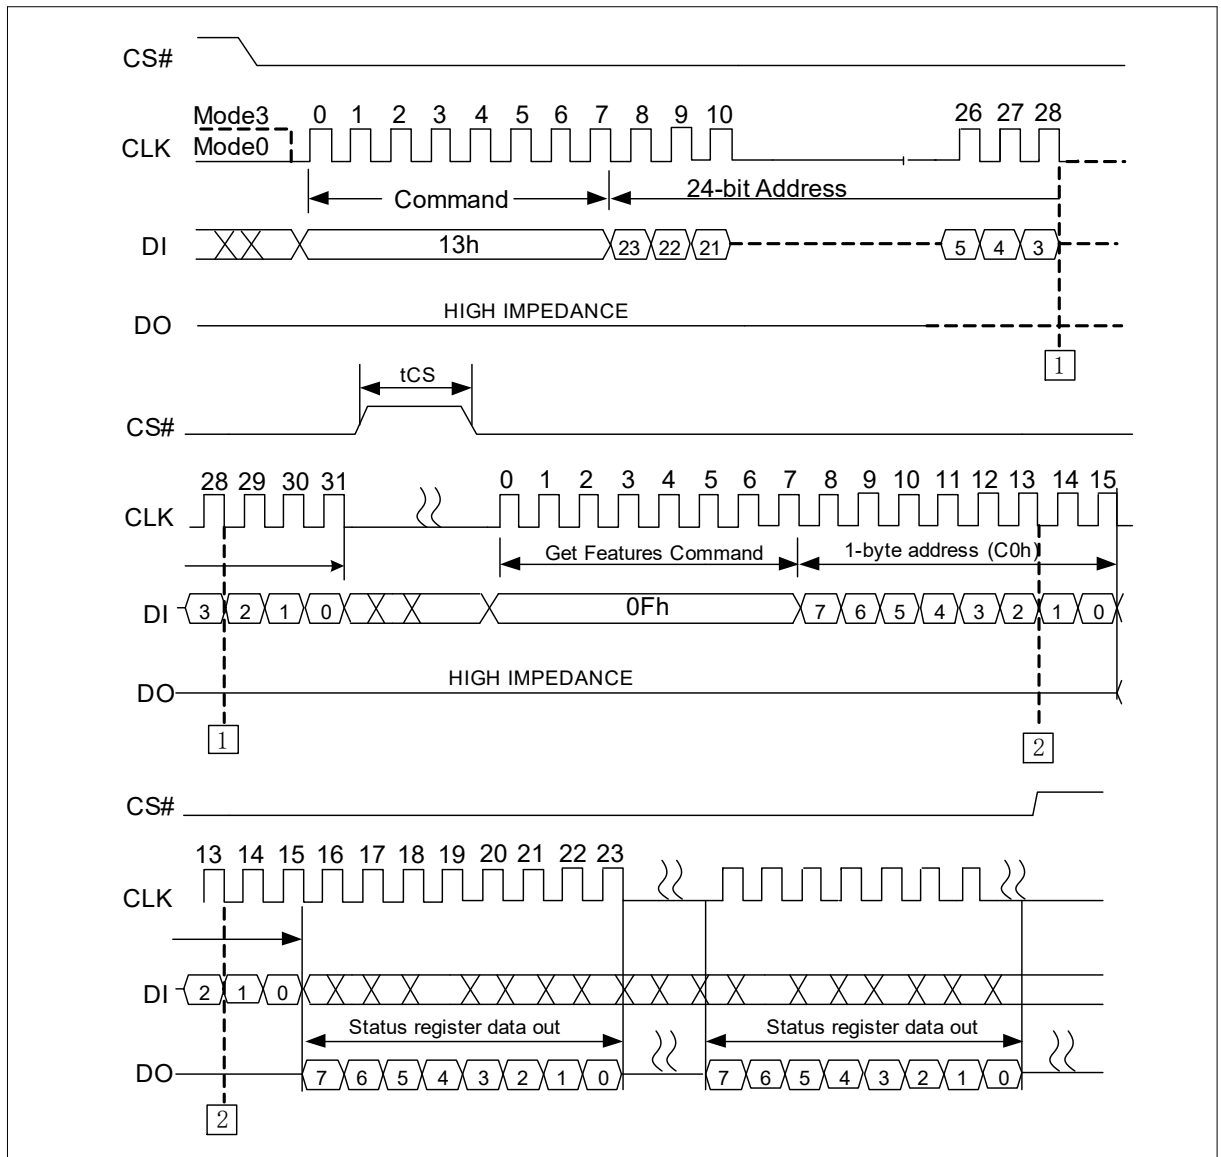 CS#
Mode3 0 1 2 3 4 5 6 7 8 9 10 26 27 28
CLK Mode0
Command 24-bit Address
DI 13h 23 22 21 5 4 3
HIGH IMPEDANCE
DO
1
tCS
CS#
28 29 30 31 0 1 2 3 4 5 6 7 8 9 10 11 12 13 14 15
CLK
Get Features Command 1-byte address (C0h)
DI 3 2 1 0 0Fh 7 6 5 4 3 2 1 0
HIGH IMPEDANCE
DO
1 2
CS#
13 14 15 16 17 18 19 20 21 22 23
CLK
DI 2 1 0
Status register data out Status register data out
DO 7 6 5 4 3 2 1 0 7 6 5 4 3 2 1 0
2